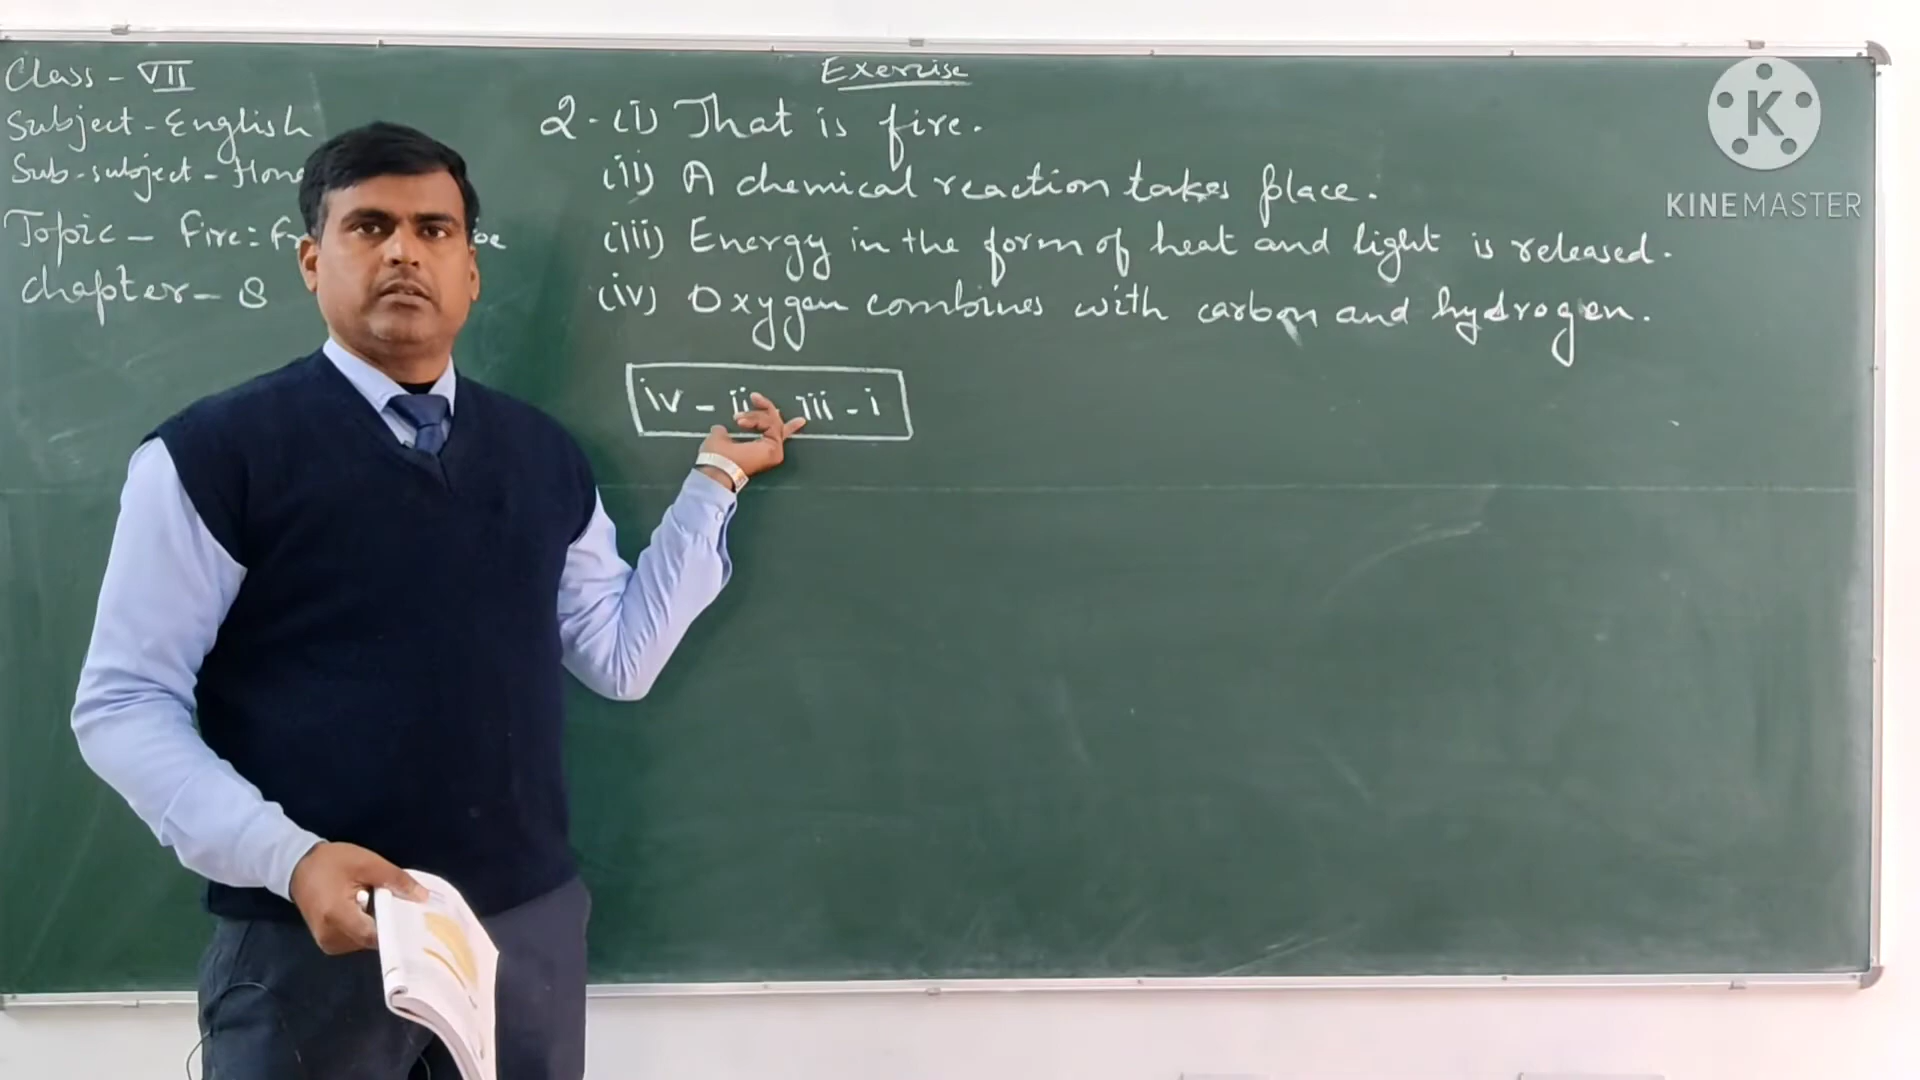 Class - VII
Subject - English
Sub-subject -
Topic - Fire:
Chapter - 8
Exercise
2 - (i) That is fire.
(ii) A chemical reaction takes place.
(iii) Energy in the form of heat and light is released.
(iv) Oxygen combines with carbon and hydrogen.
iv - ii - iii - i
K
KINEMASTER